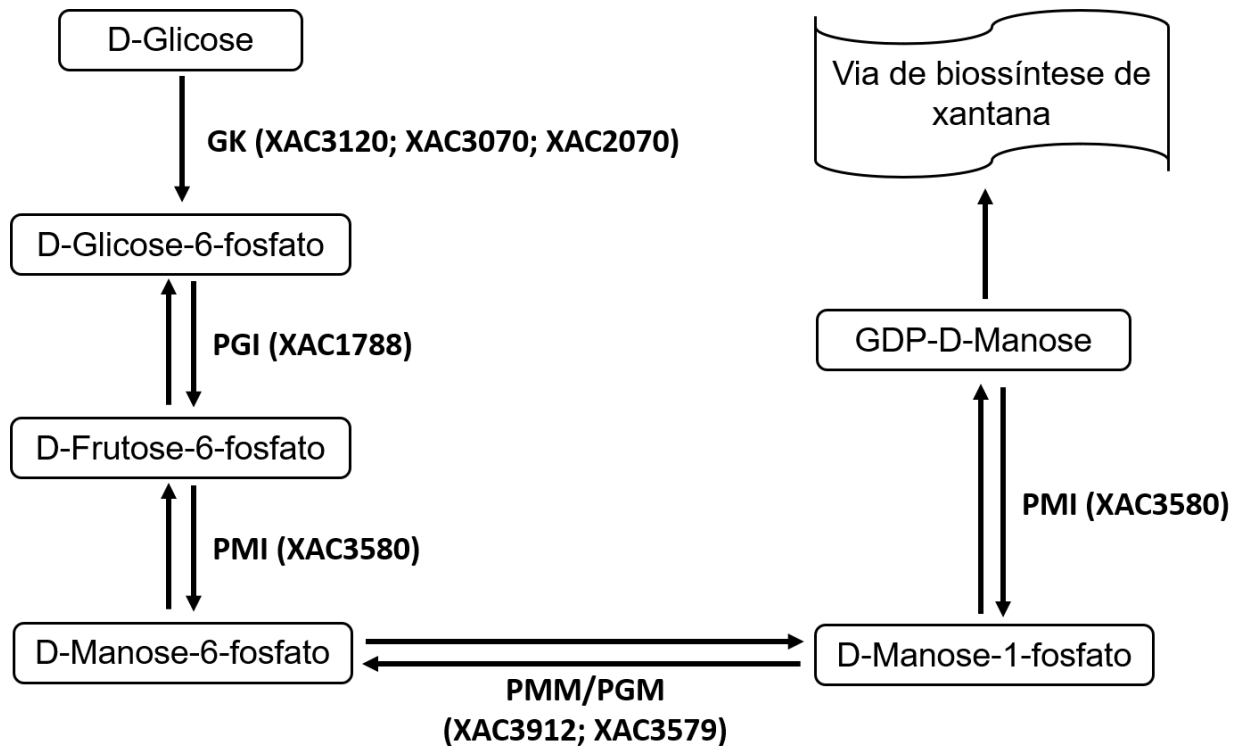 D-Glicose
GK (XAC3120; XAC3070; XAC2070)
D-Glicose-6-fosfato
PGI (XAC1788)
D-Frutose-6-fosfato
PMI (XAC3580)
D-Manose-6-fosfato
PMM/PGM
(XAC3912; XAC3579)
D-Manose-1-fosfato
PMI (XAC3580)
GDP-D-Manose
Via de biossíntese de
xantana